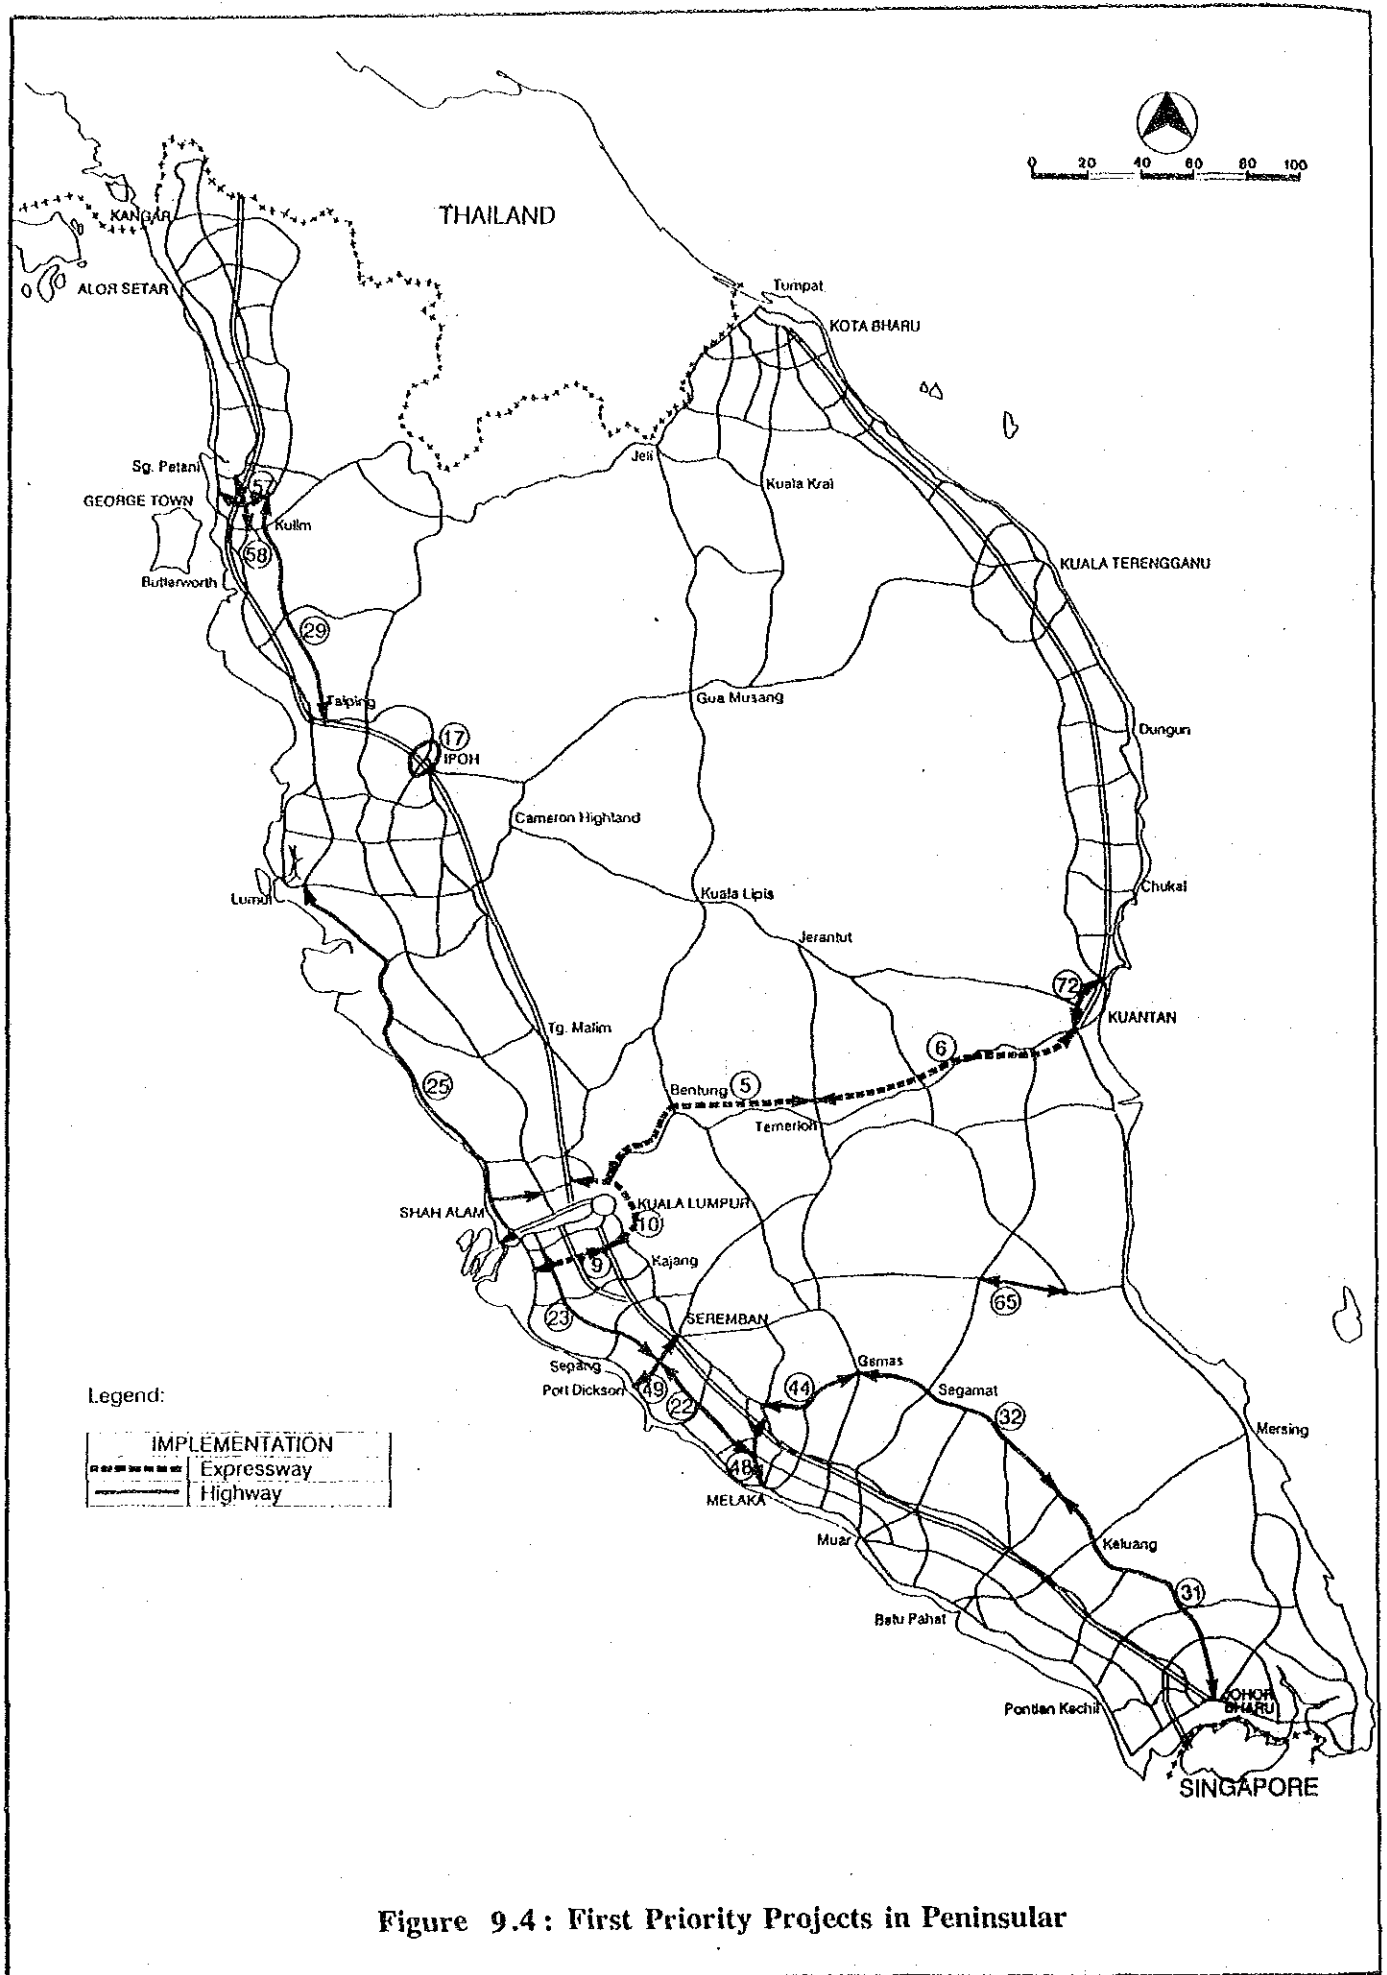 0 20 40 60 80 100
THAILAND
KANGAR
ALOR SETAR
Tumpat
KOTA BHARU
Sg. Petani
57
Jeli
Kuala Krai
GEORGE TOWN
Kulim
58
KUALA TERENGGANU
Butterworth
29
Taiping
Gua Musang
Dungun
17
IPOH
Cameron Highland
Lumut
Kuala Lipis
Chukai
Jerantut
72
KUANTAN
Tg. Malim
6
25
Bentung
5
Temerloh
SHAH ALAM
KUALA LUMPUR
10
9
Kajang
65
23
SEREMBAN
Sepang
Gemas
Port Dickson
49
44
Segamat
22
32
Mersing
Legend:
IMPLEMENTATION
Expressway
Highway
48
MELAKA
Muar
Keluang
31
Batu Pahat
Pontian Kechil
JOHOR
BHARU
SINGAPORE
Figure 9.4: First Priority Projects in Peninsular